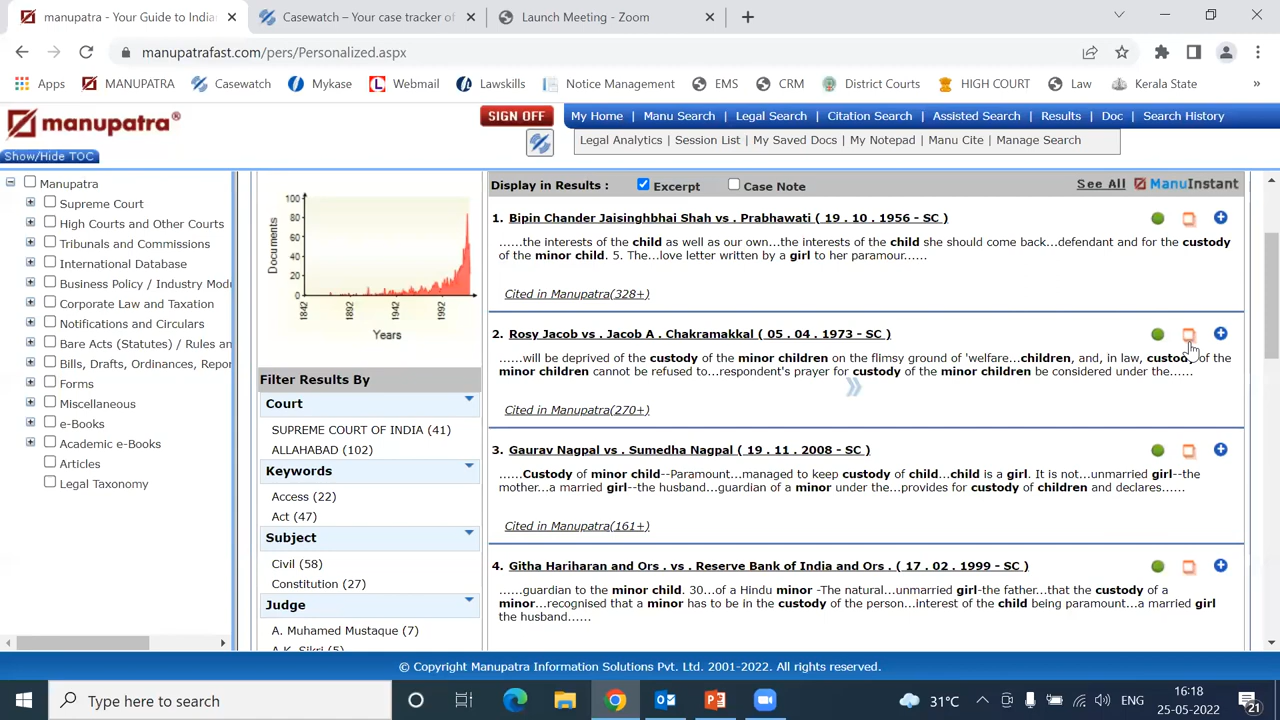 manupatra - Your Guide to India
Casewatch – Your case tracker of
Launch Meeting - Zoom
manupatrafast.com/pers/Personalized.aspx
Apps
MANUPATRA
Casewatch
Mykase
Webmail
Lawskills
Notice Management
EMS
CRM
District Courts
HIGH COURT
Law
Kerala State
»
manupatra®
SIGN OFF
My Home | Manu Search | Legal Search | Citation Search | Assisted Search | Results | Doc | Search History
Legal Analytics | Session List | My Saved Docs | My Notepad | Manu Cite | Manage Search
Show/Hide TOC
Manupatra
Supreme Court
High Courts and Other Courts
Tribunals and Commissions
International Database
Business Policy / Industry Modu
Corporate Law and Taxation
Notifications and Circulars
Bare Acts (Statutes) / Rules an
Bills, Drafts, Ordinances, Repor
Forms
Miscellaneous
e-Books
Academic e-Books
Articles
Legal Taxonomy
Documents
100
80
60
40
20
0
1842
1892
1942
1992
Years
Filter Results By
Court
SUPREME COURT OF INDIA (41)
ALLAHABAD (102)
Keywords
Access (22)
Act (47)
Subject
Civil (58)
Constitution (27)
Judge
A. Muhamed Mustaque (7)
A.K. Sikri (5)
Display in Results : Excerpt Case Note See All ManuInstant
1. Bipin Chander Jaisinghbhai Shah vs . Prabhawati ( 19 . 10 . 1956 - SC )
......the interests of the child as well as our own...the interests of the child she should come back...defendant and for the custody
of the minor child. 5. The...love letter written by a girl to her paramour......
Cited in Manupatra(328+)
2. Rosy Jacob vs . Jacob A . Chakramakkal ( 05 . 04 . 1973 - SC )
......will be deprived of the custody of the minor children on the flimsy ground of 'welfare...children, and, in law, custody of the
minor children cannot be refused to...respondent's prayer for custody of the minor children be considered under the......
Cited in Manupatra(270+)
3. Gaurav Nagpal vs . Sumedha Nagpal ( 19 . 11 . 2008 - SC )
......Custody of minor child--Paramount...managed to keep custody of child...child is a girl. It is not...unmarried girl--the
mother...a married girl--the husband...guardian of a minor under the...provides for custody of children and declares......
Cited in Manupatra(161+)
4. Githa Hariharan and Ors . vs . Reserve Bank of India and Ors . ( 17 . 02 . 1999 - SC )
......guardian to the minor child. 30...of a Hindu minor -The natural...unmarried girl-the father...that the custody of a
minor...recognised that a minor has to be in the custody of the person...interest of the child being paramount...a married girl
the husband......
© Copyright Manupatra Information Solutions Pvt. Ltd. 2001-2022. All rights reserved.
Type here to search
31°C
ENG
16:18
25-05-2022
21